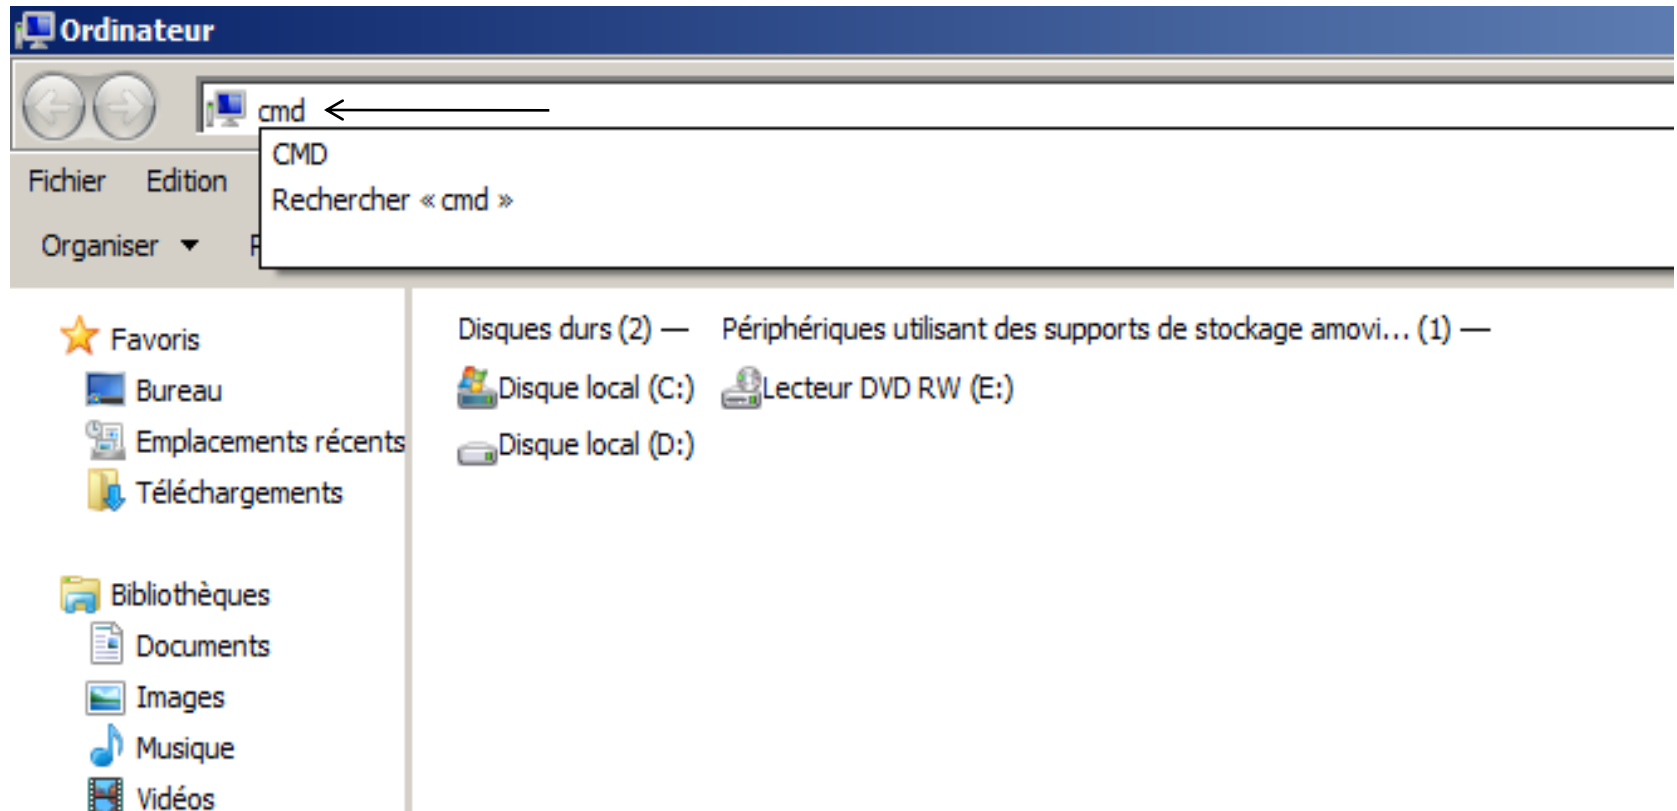 Ordinateur
cmd
CMD
Rechercher « cmd »
Fichier Edition
Organiser
Favoris
Bureau
Emplacements récents
Téléchargements
Bibliothèques
Documents
Images
Musique
Vidéos
Disques durs (2) — Périphériques utilisant des supports de stockage amovi... (1) —
Disque local (C:) Lecteur DVD RW (E:)
Disque local (D:)